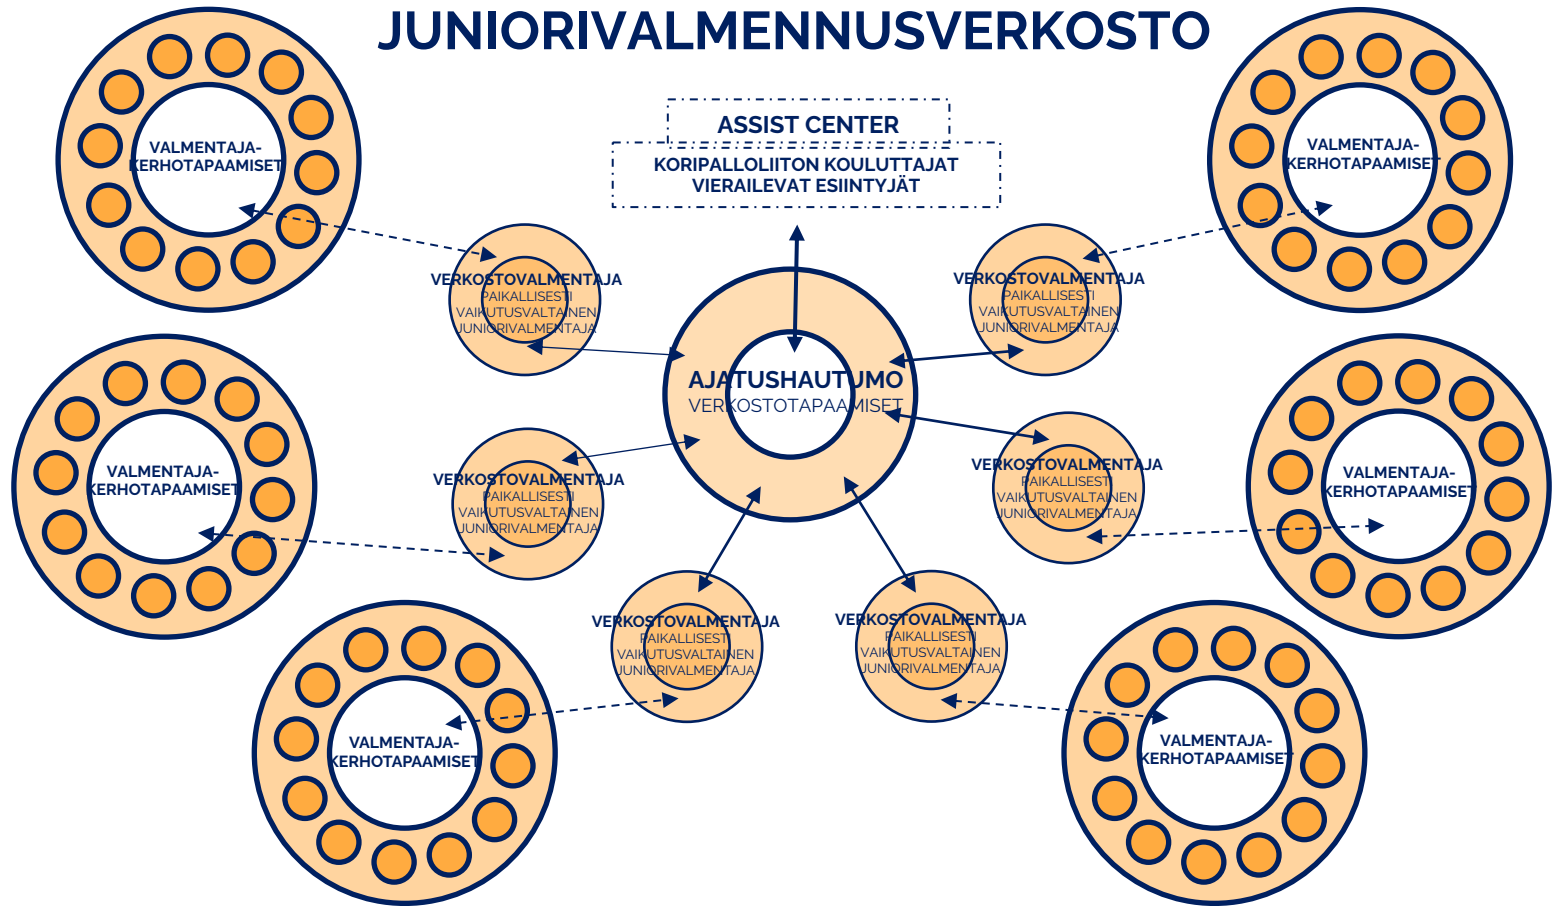 JUNIORIVALMENNUSVERKOSTO
ASSIST CENTER
KORIPALLOLIITON KOULUTTAJAT
VIERAILEVAT ESIINTYJÄT
VALMENTAJA-
KERHOTAPAAMISET
VALMENTAJA-
KERHOTAPAAMISET
VERKOSTOVALMENTAJA
PAIKALLISESTI
VAIKUTUSVALTAINEN
JUNIORIVALMENTAJA
VERKOSTOVALMENTAJA
PAIKALLISESTI
VAIKUTUSVALTAINEN
JUNIORIVALMENTAJA
AJATUSHAUTUMO
VERKOSTOTAPAAMISET
VALMENTAJA-
KERHOTAPAAMISET
VERKOSTOVALMENTAJA
PAIKALLISESTI
VAIKUTUSVALTAINEN
JUNIORIVALMENTAJA
VERKOSTOVALMENTAJA
PAIKALLISESTI
VAIKUTUSVALTAINEN
JUNIORIVALMENTAJA
VALMENTAJA-
KERHOTAPAAMISET
VERKOSTOVALMENTAJA
PAIKALLISESTI
VAIKUTUSVALTAINEN
JUNIORIVALMENTAJA
VERKOSTOVALMENTAJA
PAIKALLISESTI
VAIKUTUSVALTAINEN
JUNIORIVALMENTAJA
VALMENTAJA-
KERHOTAPAAMISET
VALMENTAJA-
KERHOTAPAAMISET